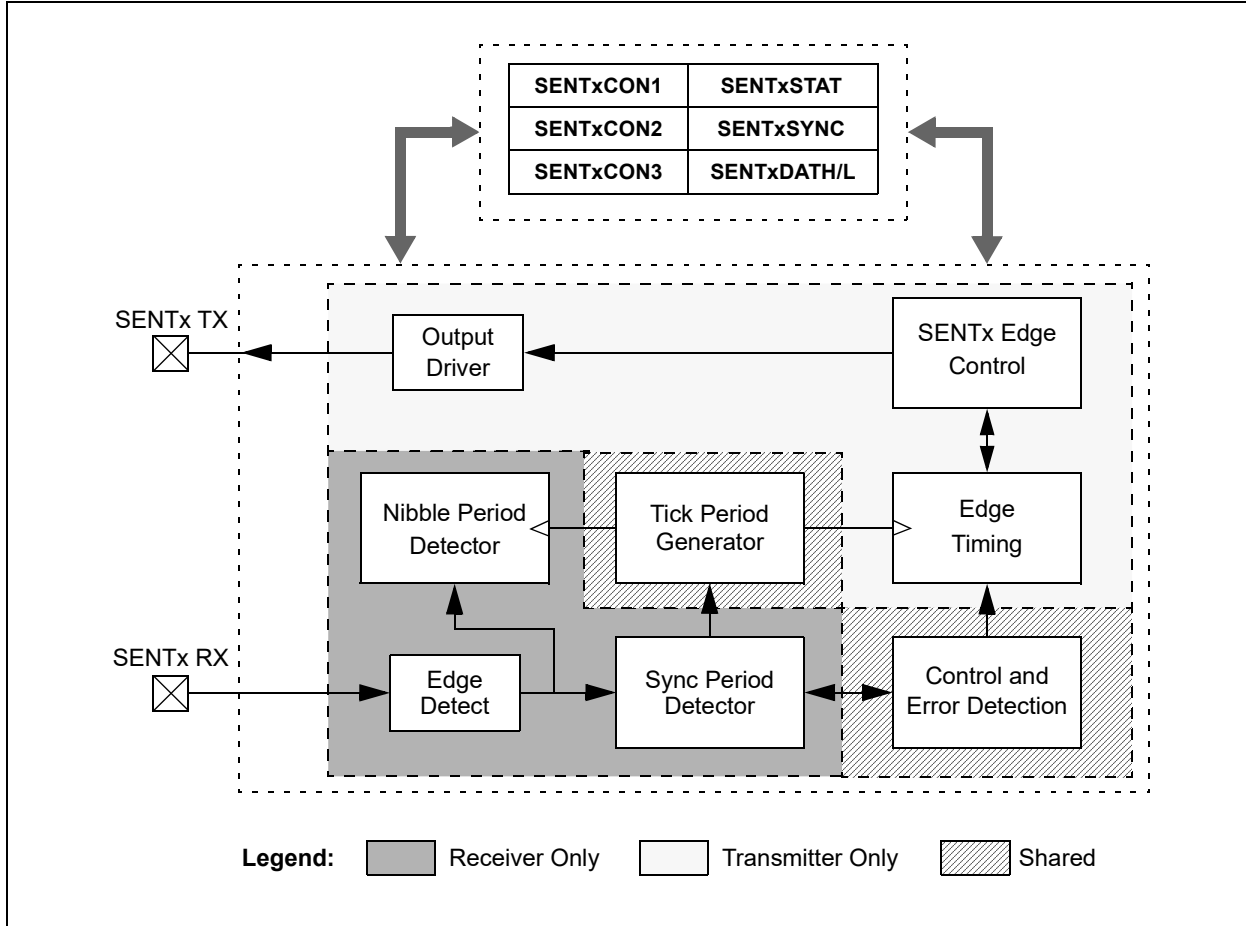 SENTxCON1 SENTxSTAT
SENTxCON2 SENTxSYNC
SENTxCON3 SENTxDATH/L
SENTx TX
Output
Driver
SENTx Edge
Control
Nibble Period
Detector
Tick Period
Generator
Edge
Timing
SENTx RX
Edge
Detect
Sync Period
Detector
Control and
Error Detection
Legend: Receiver Only Transmitter Only Shared